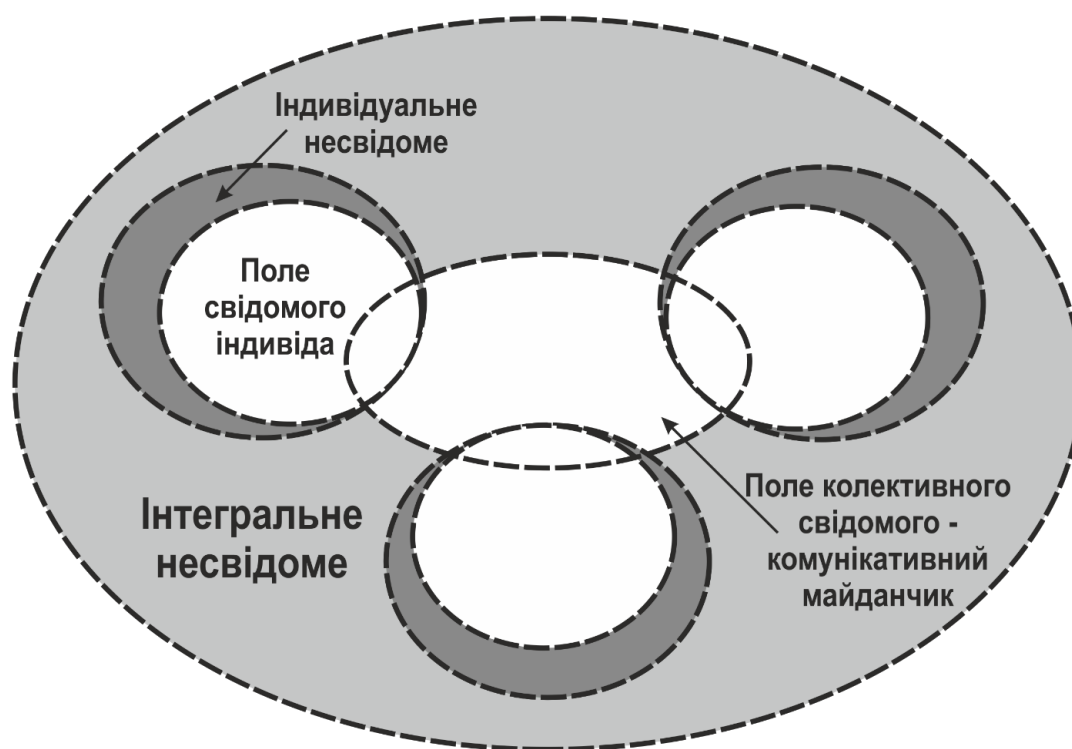 Індивідуальне
несвідоме
Поле
свідомого
індивіда
Інтегральне
несвідоме
Поле колективного
свідомого -
комунікативний
майданчик